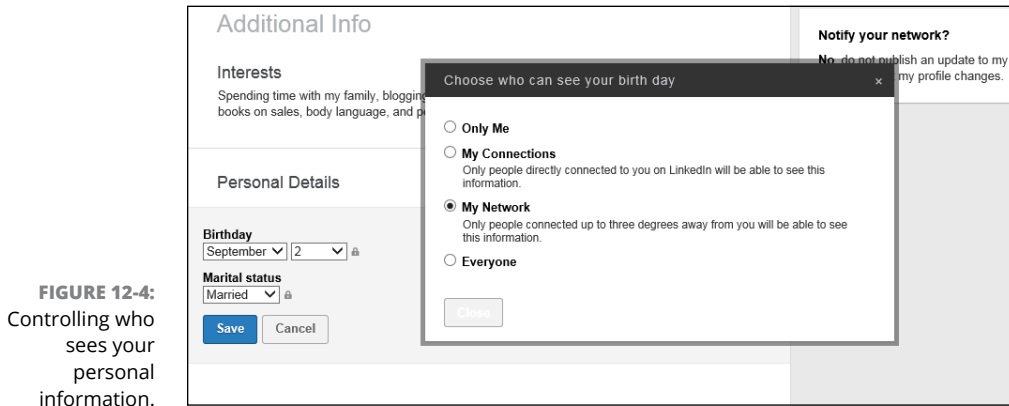 Additional Info
Interests
Spending time with my family, blogging
books on sales, body language, and
Personal Details
Birthday
September 2
Marital status
Married
Save Cancel
Choose who can see your birth day ×
Only Me
My Connections
Only people directly connected to you on LinkedIn will be able to see this
information.
My Network
Only people connected up to three degrees away from you will be able to see
this information.
Everyone
Close
Notify your network?
No, do not publish an update to my
my profile changes.
FIGURE 12-4:
Controlling who
sees your
personal
information.